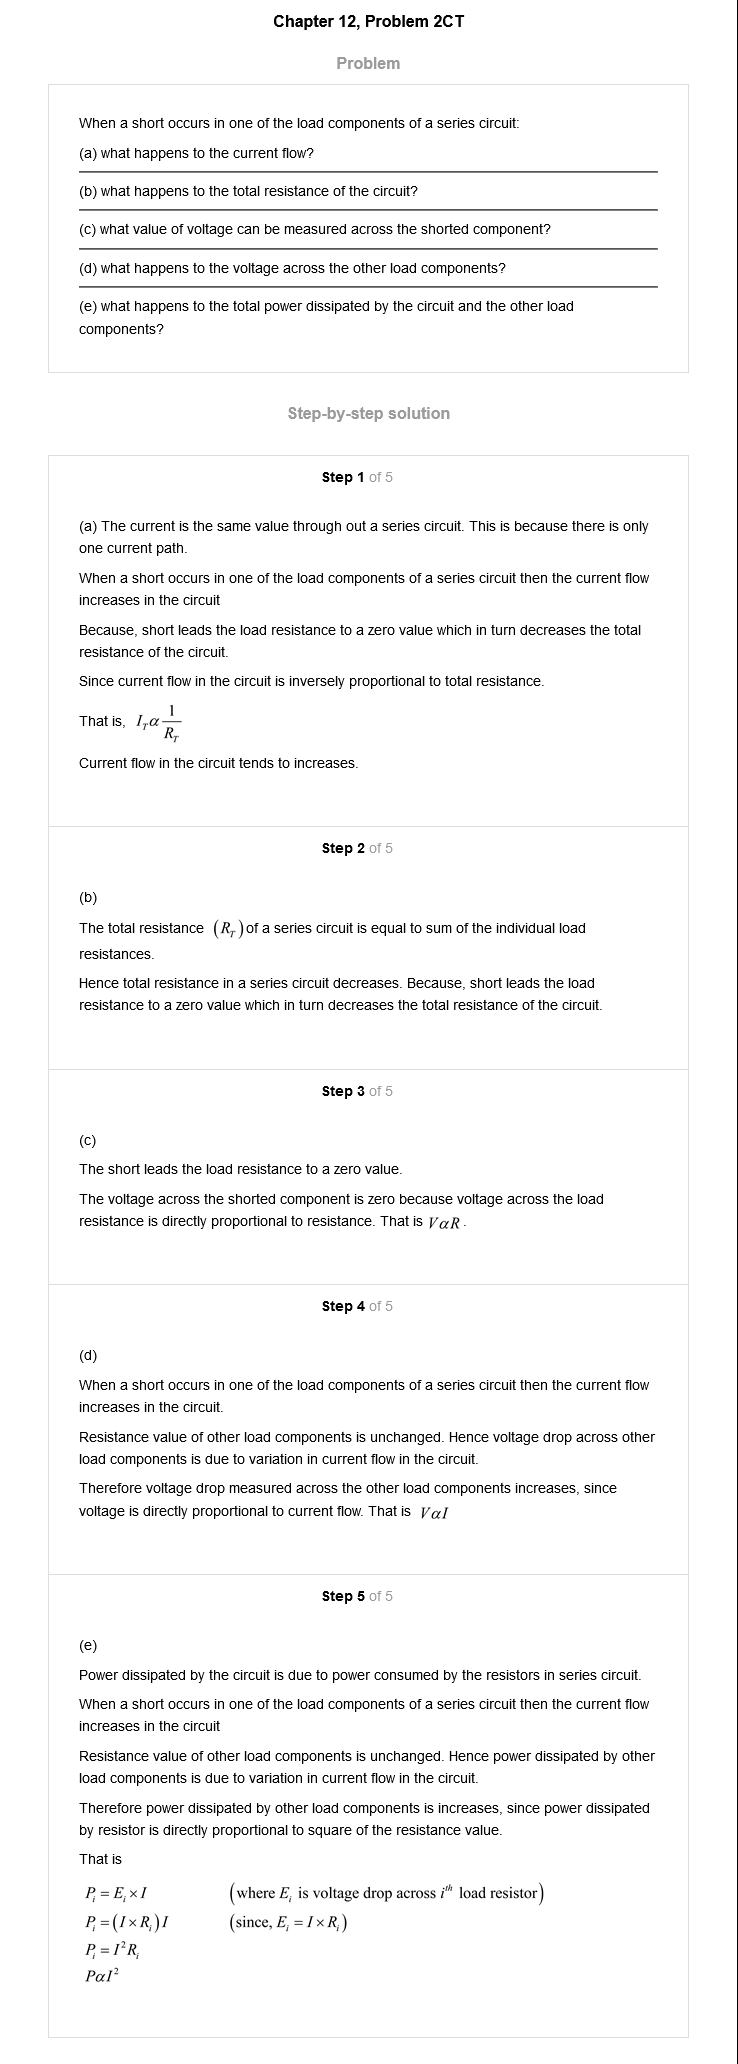 Chapter 12, Problem 2CT
Problem
When a short occurs in one of the load components of a series circuit:
(a) what happens to the current flow?
(b) what happens to the total resistance of the circuit?
(c) what value of voltage can be measured across the shorted component?
(d) what happens to the voltage across the other load components?
(e) what happens to the total power dissipated by the circuit and the other load
components?
Step-by-step solution
Step 1 of 5
(a) The current is the same value through out a series circuit. This is because there is only
one current path.
When a short occurs in one of the load components of a series circuit then the current flow
increases in the circuit
Because, short leads the load resistance to a zero value which in turn decreases the total
resistance of the circuit.
Since current flow in the circuit is inversely proportional to total resistance.
That is, I_T α 1/R_T
Current flow in the circuit tends to increases.
Step 2 of 5
(b)
The total resistance (R_T) of a series circuit is equal to sum of the individual load
resistances.
Hence total resistance in a series circuit decreases. Because, short leads the load
resistance to a zero value which in turn decreases the total resistance of the circuit.
Step 3 of 5
(c)
The short leads the load resistance to a zero value.
The voltage across the shorted component is zero because voltage across the load
resistance is directly proportional to resistance. That is VαR.
Step 4 of 5
(d)
When a short occurs in one of the load components of a series circuit then the current flow
increases in the circuit.
Resistance value of other load components is unchanged. Hence voltage drop across other
load components is due to variation in current flow in the circuit.
Therefore voltage drop measured across the other load components increases, since
voltage is directly proportional to current flow. That is VαI
Step 5 of 5
(e)
Power dissipated by the circuit is due to power consumed by the resistors in series circuit.
When a short occurs in one of the load components of a series circuit then the current flow
increases in the circuit
Resistance value of other load components is unchanged. Hence power dissipated by other
load components is due to variation in current flow in the circuit.
Therefore power dissipated by other load components is increases, since power dissipated
by resistor is directly proportional to square of the resistance value.
That is
P_i = E_i × I (where E_i is voltage drop across i^th load resistor)
P_i = (I × R_i) I (since, E_i = I × R_i)
P_i = I²R_i
PαI²